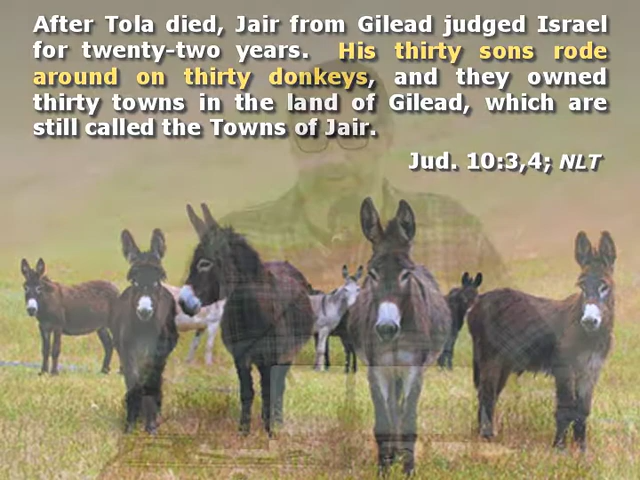 After Tola died, Jair from Gilead judged Israel
for twenty-two years. His thirty sons rode
around on thirty donkeys, and they owned
thirty towns in the land of Gilead, which are
still called the Towns of Jair.
Jud. 10:3,4; NLT